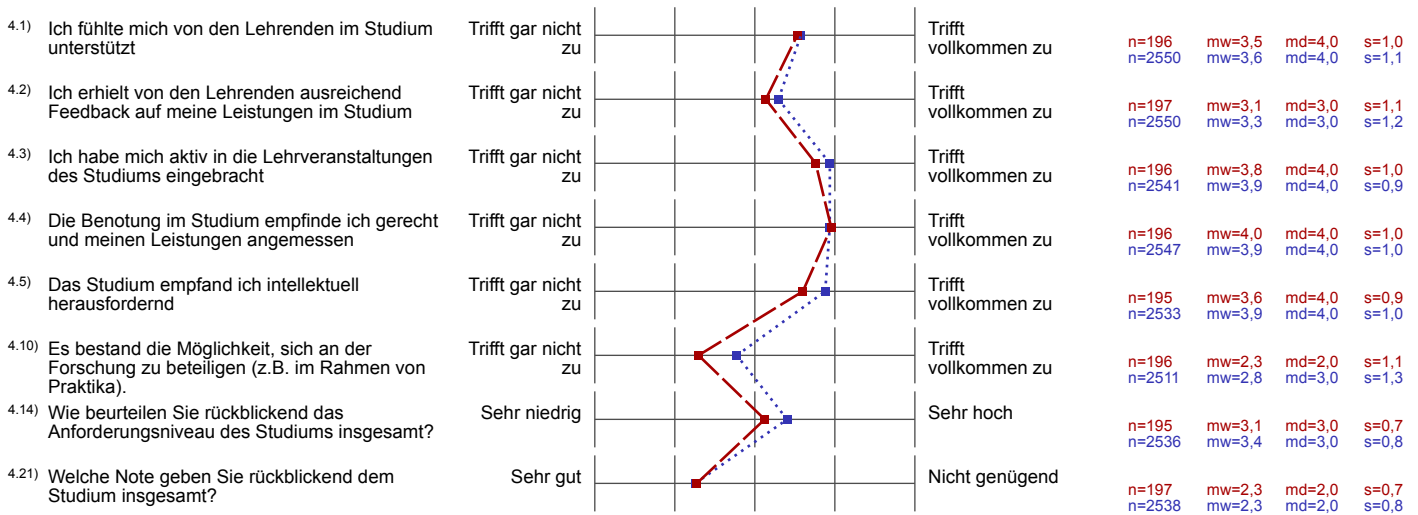 4.1) Ich fühlte mich von den Lehrenden im Studium
unterstützt
Trifft gar nicht
zu
Trifft
vollkommen zu
n=196 mw=3,5 md=4,0 s=1,0
n=2550 mw=3,6 md=4,0 s=1,1
4.2) Ich erhielt von den Lehrenden ausreichend
Feedback auf meine Leistungen im Studium
Trifft gar nicht
zu
Trifft
vollkommen zu
n=197 mw=3,1 md=3,0 s=1,1
n=2550 mw=3,3 md=3,0 s=1,2
4.3) Ich habe mich aktiv in die Lehrveranstaltungen
des Studiums eingebracht
Trifft gar nicht
zu
Trifft
vollkommen zu
n=196 mw=3,8 md=4,0 s=1,0
n=2541 mw=3,9 md=4,0 s=0,9
4.4) Die Benotung im Studium empfinde ich gerecht
und meinen Leistungen angemessen
Trifft gar nicht
zu
Trifft
vollkommen zu
n=196 mw=4,0 md=4,0 s=1,0
n=2547 mw=3,9 md=4,0 s=1,0
4.5) Das Studium empfand ich intellektuell
herausfordernd
Trifft gar nicht
zu
Trifft
vollkommen zu
n=195 mw=3,6 md=4,0 s=0,9
n=2533 mw=3,9 md=4,0 s=1,0
4.10) Es bestand die Möglichkeit, sich an der
Forschung zu beteiligen (z.B. im Rahmen von
Praktika).
Trifft gar nicht
zu
Trifft
vollkommen zu
n=196 mw=2,3 md=2,0 s=1,1
n=2511 mw=2,8 md=3,0 s=1,3
4.14) Wie beurteilen Sie rückblickend das
Anforderungsniveau des Studiums insgesamt?
Sehr niedrig
Sehr hoch
n=195 mw=3,1 md=3,0 s=0,7
n=2536 mw=3,4 md=3,0 s=0,8
4.21) Welche Note geben Sie rückblickend dem
Studium insgesamt?
Sehr gut
Nicht genügend
n=197 mw=2,3 md=2,0 s=0,7
n=2538 mw=2,3 md=2,0 s=0,8